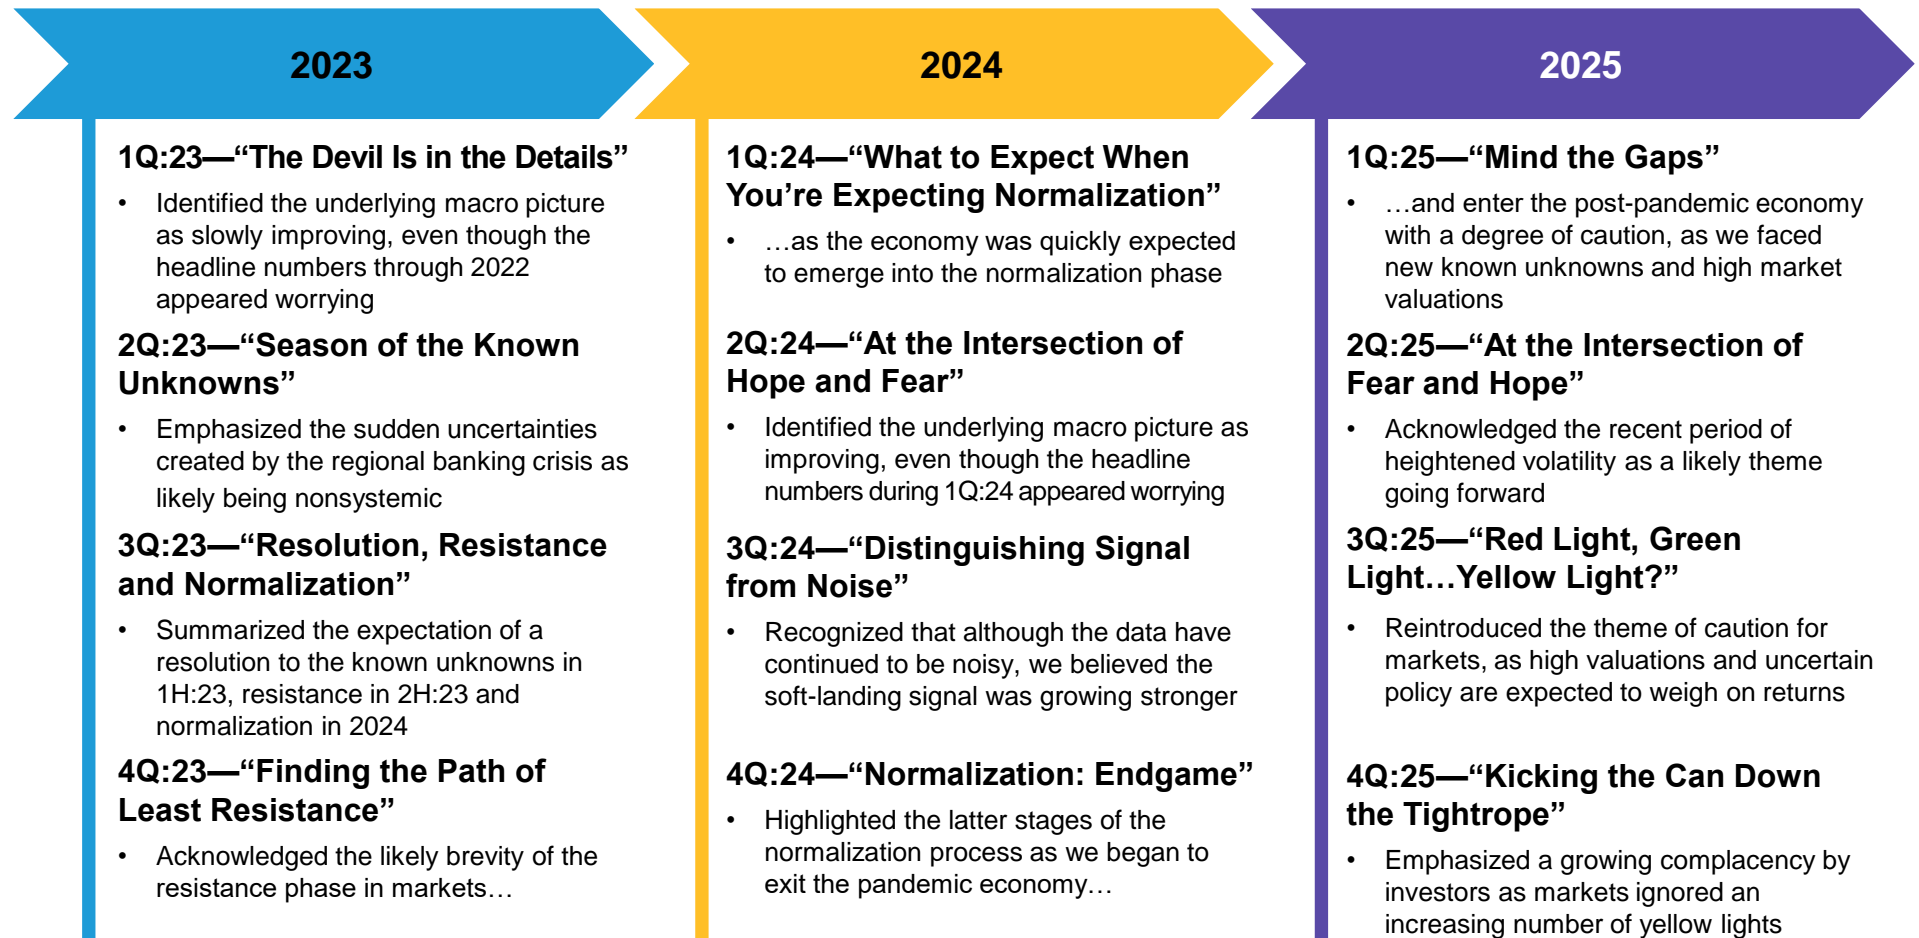 2023
1Q:23—“The Devil Is in the Details”
• Identified the underlying macro picture
as slowly improving, even though the
headline numbers through 2022
appeared worrying
2Q:23—“Season of the Known
Unknowns”
• Emphasized the sudden uncertainties
created by the regional banking crisis as
likely being nonsystemic
3Q:23—“Resolution, Resistance
and Normalization”
• Summarized the expectation of a
resolution to the known unknowns in
1H:23, resistance in 2H:23 and
normalization in 2024
4Q:23—“Finding the Path of
Least Resistance”
• Acknowledged the likely brevity of the
resistance phase in markets…
2024
1Q:24—“What to Expect When
You’re Expecting Normalization”
• …as the economy was quickly expected
to emerge into the normalization phase
2Q:24—“At the Intersection of
Hope and Fear”
• Identified the underlying macro picture as
improving, even though the headline
numbers during 1Q:24 appeared worrying
3Q:24—“Distinguishing Signal
from Noise”
• Recognized that although the data have
continued to be noisy, we believed the
soft-landing signal was growing stronger
4Q:24—“Normalization: Endgame”
• Highlighted the latter stages of the
normalization process as we began to
exit the pandemic economy…
2025
1Q:25—“Mind the Gaps”
• …and enter the post-pandemic economy
with a degree of caution, as we faced
new known unknowns and high market
valuations
2Q:25—“At the Intersection of
Fear and Hope”
• Acknowledged the recent period of
heightened volatility as a likely theme
going forward
3Q:25—“Red Light, Green
Light…Yellow Light?”
• Reintroduced the theme of caution for
markets, as high valuations and uncertain
policy are expected to weigh on returns
4Q:25—“Kicking the Can Down
the Tightrope”
• Emphasized a growing complacency by
investors as markets ignored an
increasing number of yellow lights